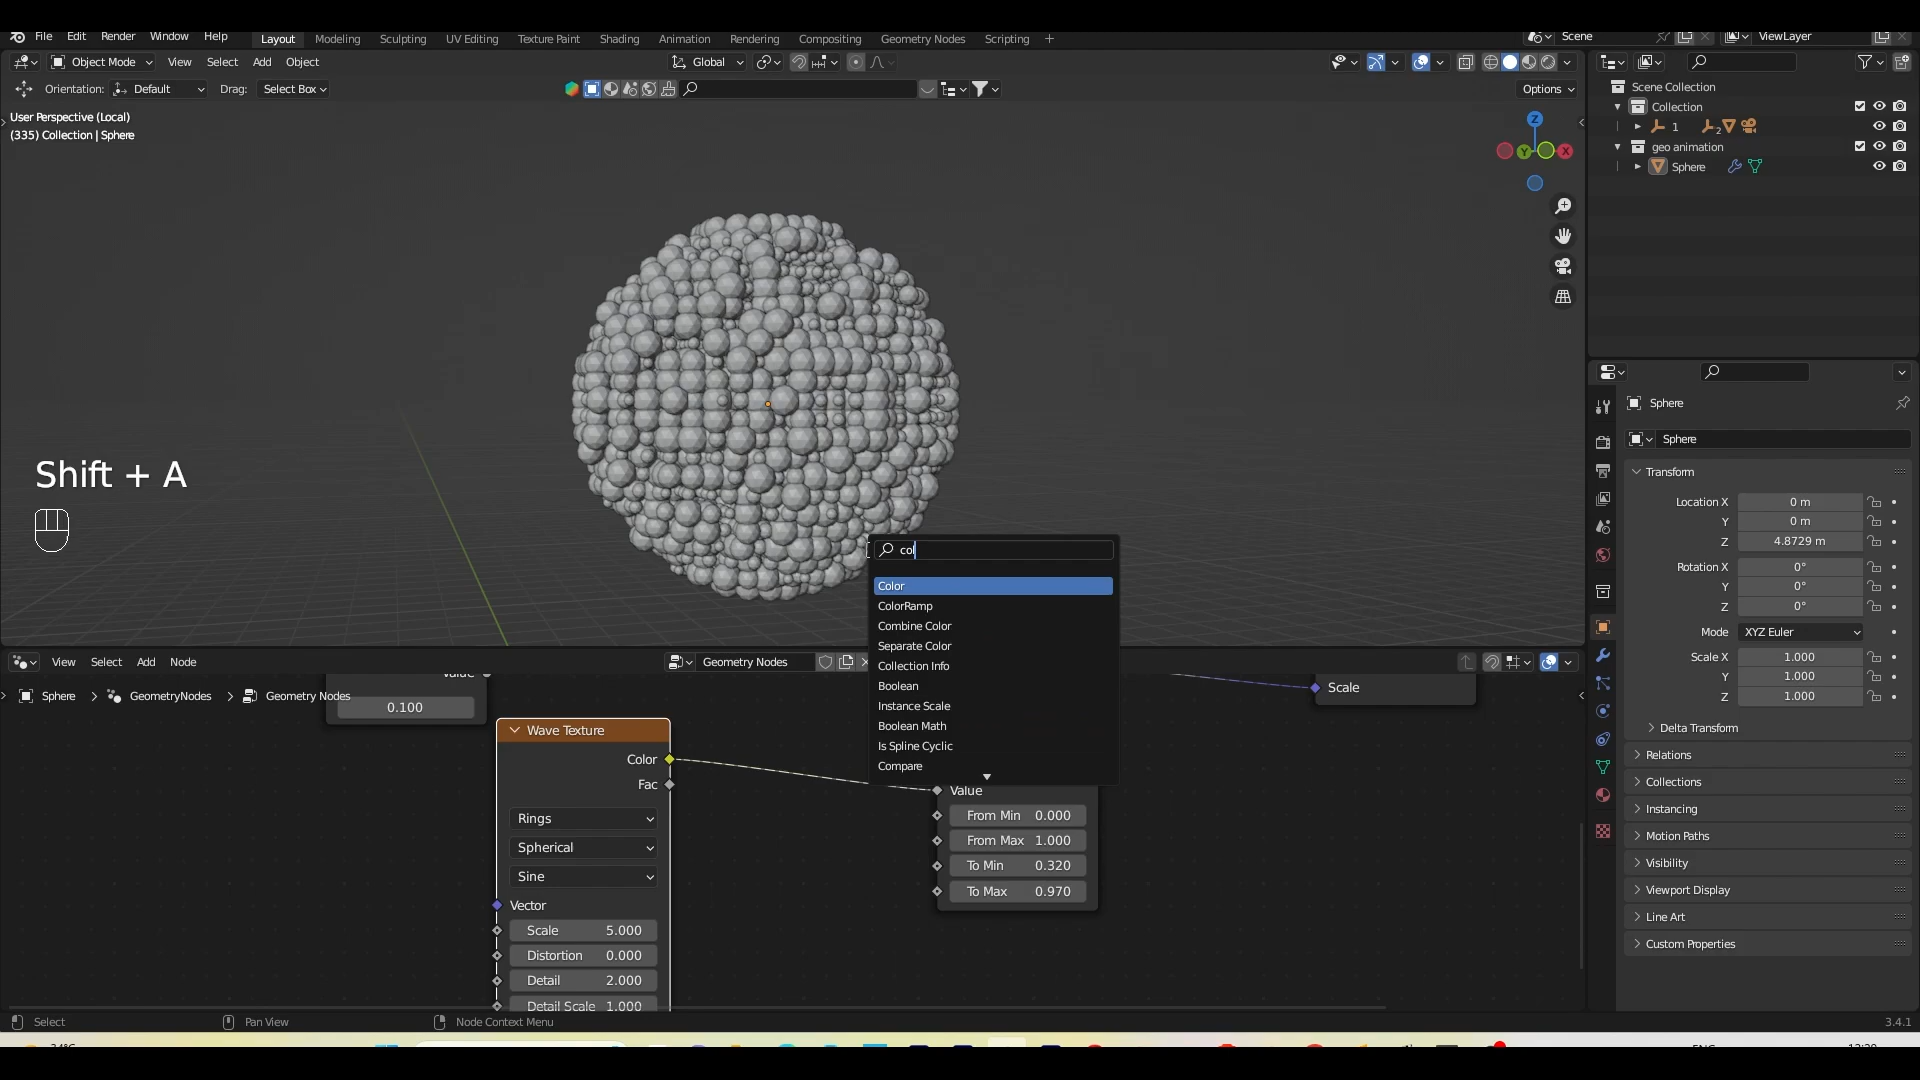 File Edit Render Window Help
Layout Modeling Sculpting UV Editing Texture Paint Shading Animation Rendering Compositing Geometry Nodes Scripting +
Scene
ViewLayer
Object Mode View Select Add Object
Global
Orientation: Default Drag: Select Box
Options
User Perspective (Local)
(335) Collection | Sphere
Z
Y
X
Scene Collection
Collection
1
2
geo animation
Sphere
Shift + A
col
Color
ColorRamp
Combine Color
Separate Color
Collection Info
Boolean
Instance Scale
Boolean Math
Is Spline Cyclic
Compare
Sphere
Sphere
Transform
Location X 0 m
Y 0 m
Z 4.8729 m
Rotation X 0°
Y 0°
Z 0°
Mode XYZ Euler
Scale X 1.000
Y 1.000
Z 1.000
Delta Transform
Relations
Collections
Instancing
Motion Paths
Visibility
Viewport Display
Line Art
Custom Properties
View Select Add Node
Geometry Nodes
Sphere GeometryNodes Geometry Nodes
Value
0.100
Scale
Wave Texture
Color
Fac
Rings
Spherical
Sine
Vector
Scale 5.000
Distortion 0.000
Detail 2.000
Detail Scale 1.000
Value
From Min 0.000
From Max 1.000
To Min 0.320
To Max 0.970
Select
Pan View
Node Context Menu
3.4.1